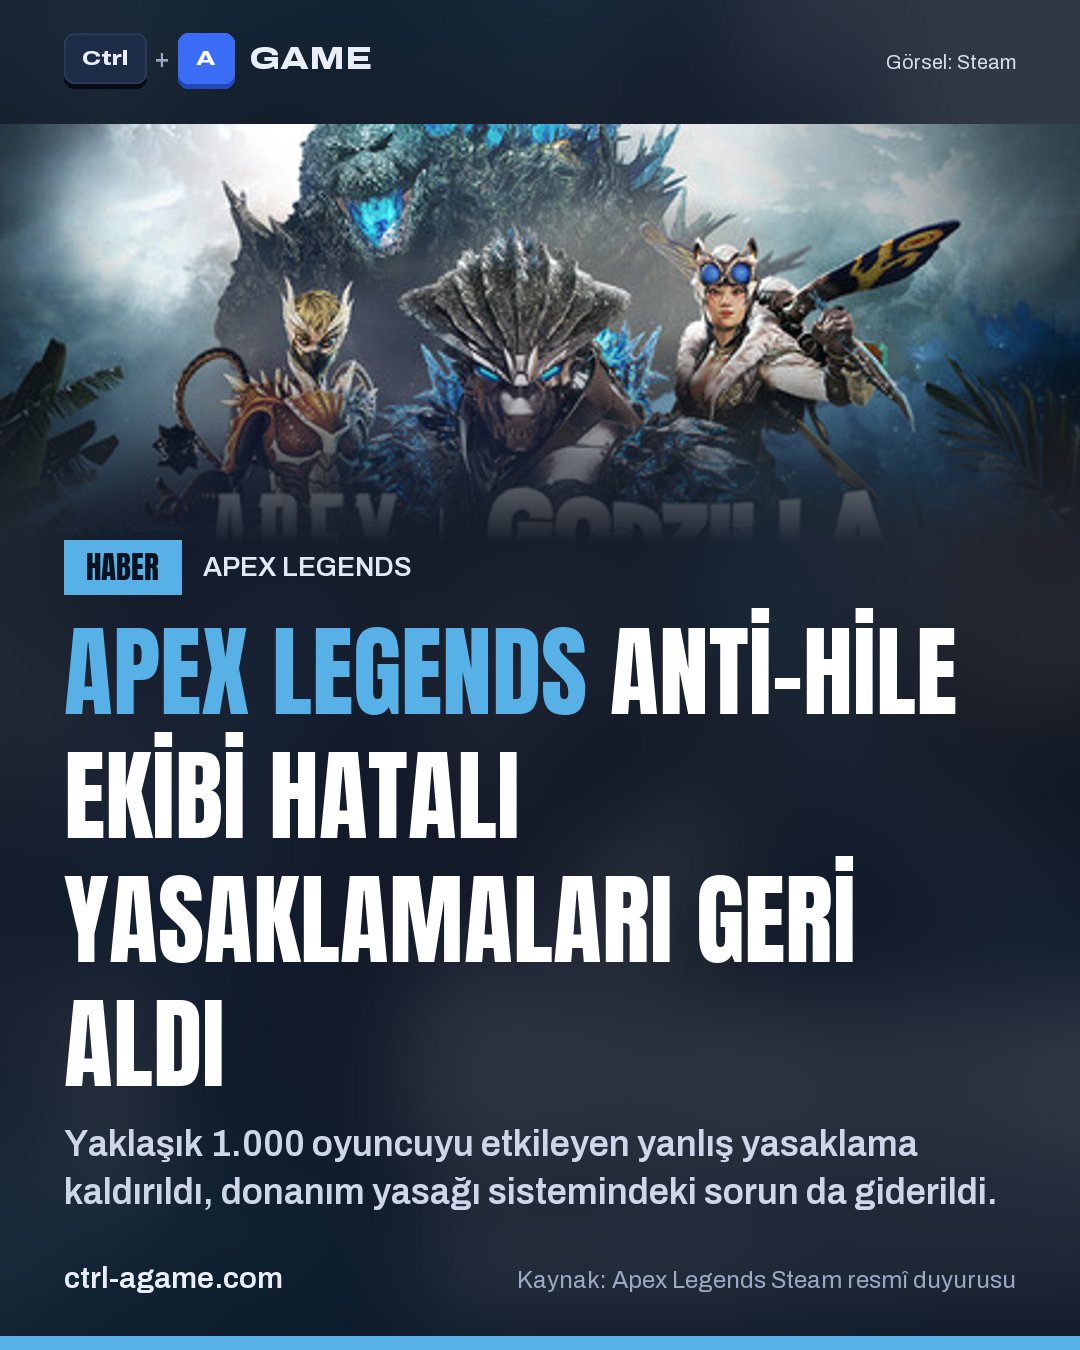 Ctrl + A GAME
Görsel: Steam
APEX GODZILLA
HABER APEX LEGENDS
APEX LEGENDS ANTİ-HİLE
EKİBİ HATALI
YASAKLAMALARI GERİ
ALDI
Yaklaşık 1.000 oyuncuyu etkileyen yanlış yasaklama
kaldırıldı, donanım yasağı sistemindeki sorun da giderildi.
ctrl-agame.com
Kaynak: Apex Legends Steam resmî duyurusu